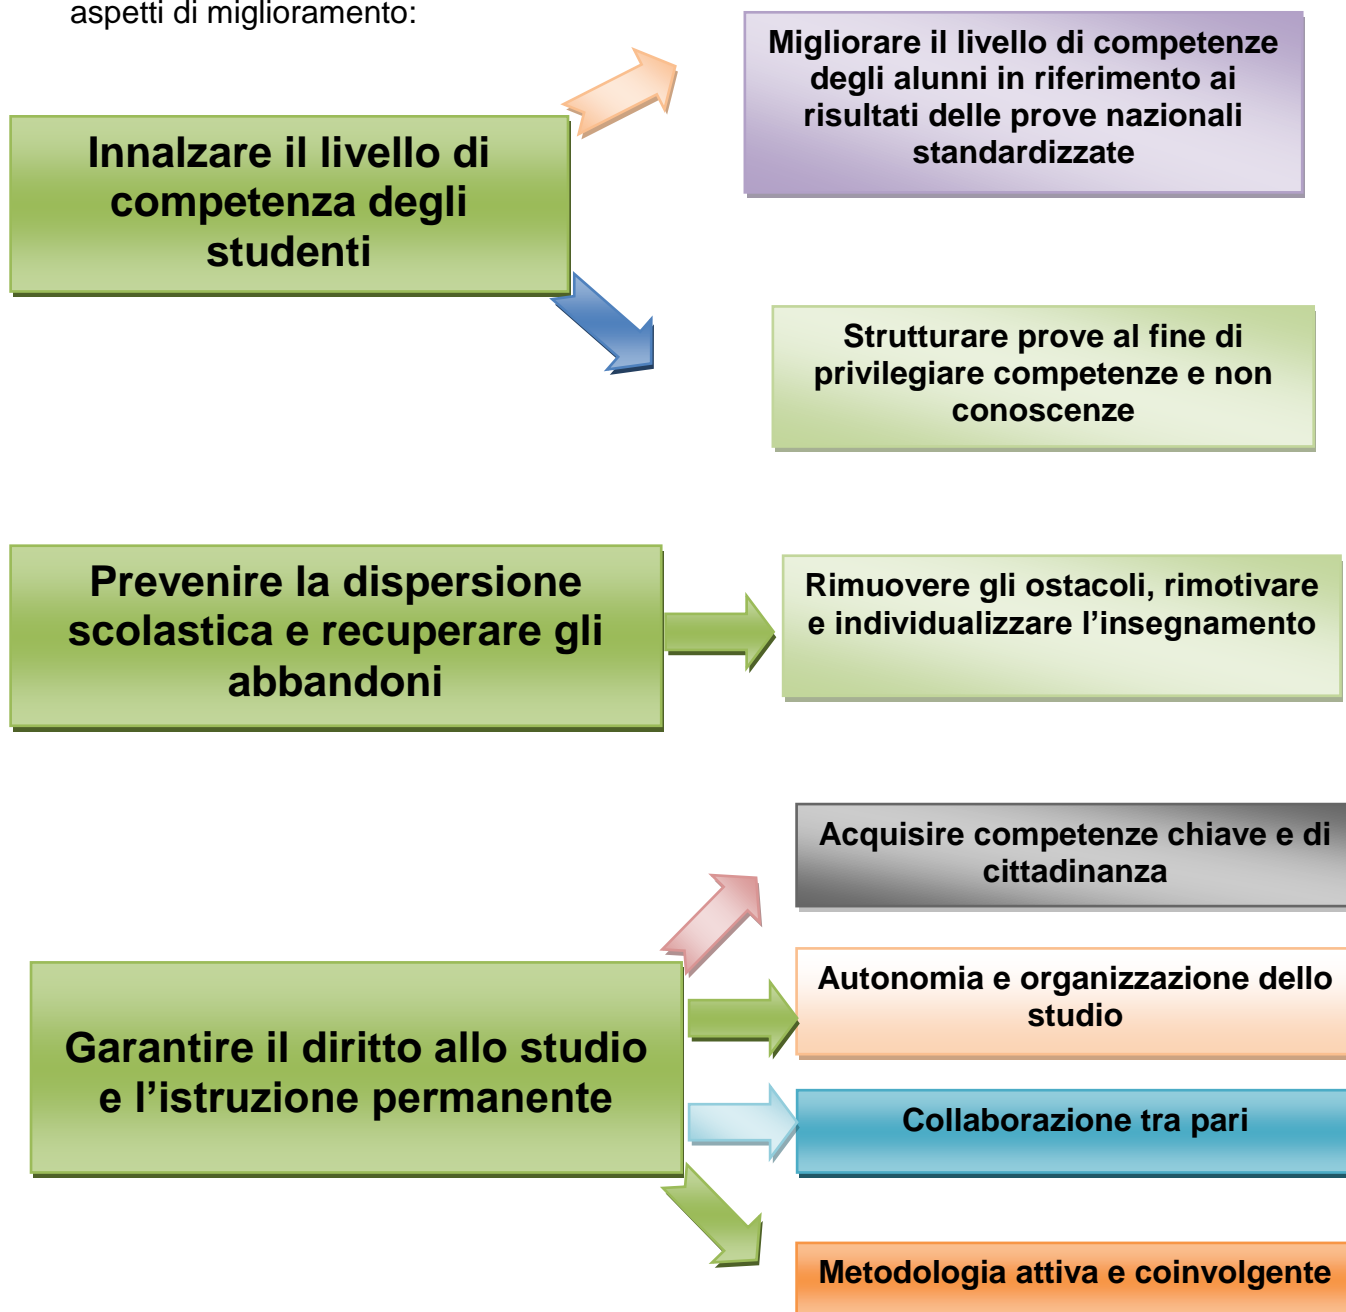 aspetti di miglioramento:
Innalzare il livello di
competenza degli
studenti
Migliorare il livello di competenze
degli alunni in riferimento ai
risultati delle prove nazionali
standardizzate
Strutturare prove al fine di
privilegiare competenze e non
conoscenze
Prevenire la dispersione
scolastica e recuperare gli
abbandoni
Rimuovere gli ostacoli, rimotivare
e individualizzare l’insegnamento
Garantire il diritto allo studio
e l’istruzione permanente
Acquisire competenze chiave e di
cittadinanza
Autonomia e organizzazione dello
studio
Collaborazione tra pari
Metodologia attiva e coinvolgente